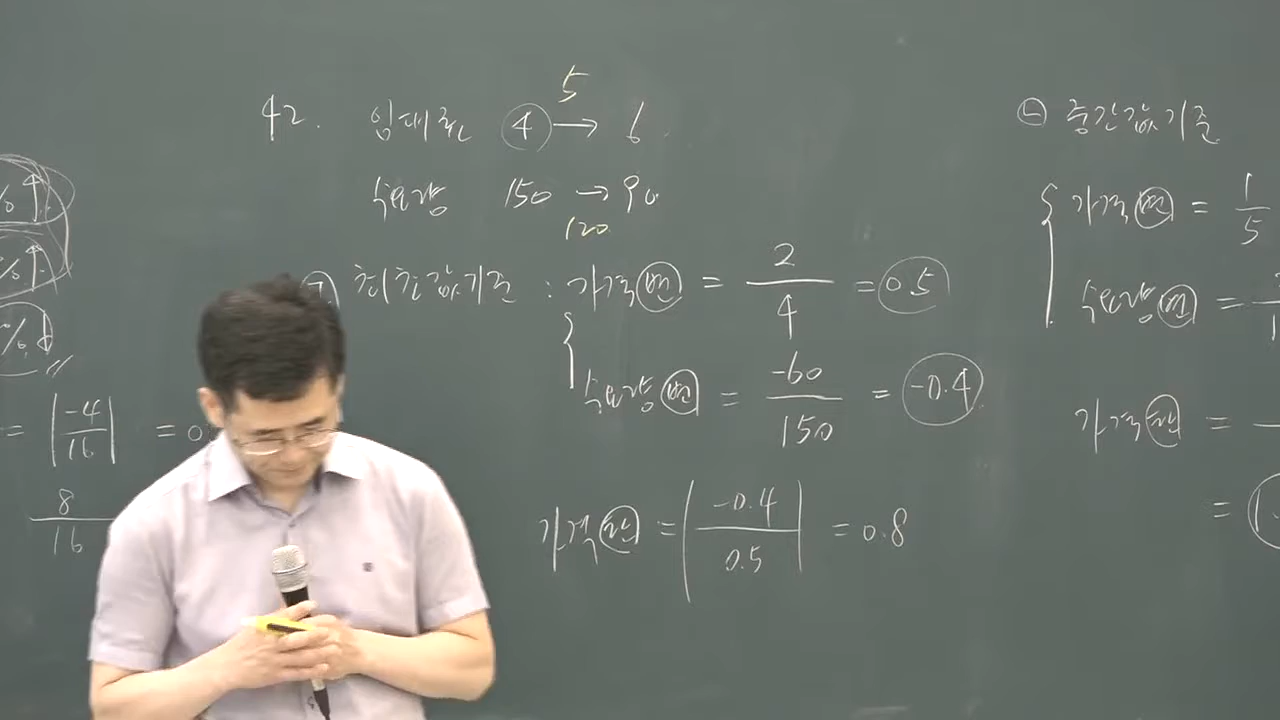 42. 임대료 ④ → 6
5
수요량 150 → 90
120
㉠ 최초값기준 : 가격㉥ = 2/4 = 0.5
수요량㉥ = -60/150 = -0.4
가격탄 = |-0.4/0.5| = 0.8
㉡ 중간값기준
가격변 = 1/5
수요량변 =
가격탄 =
=
% ↑
% ↑
% ↓
= |-4/16| = 0
8/16